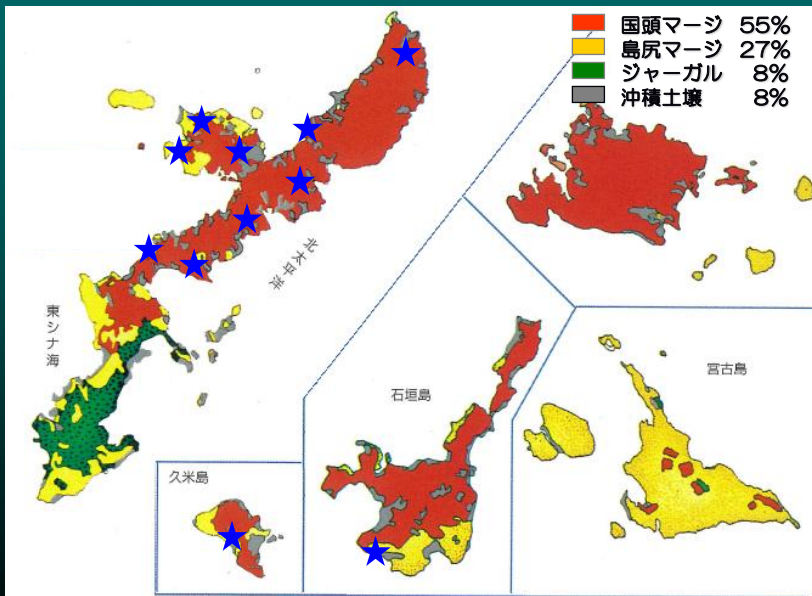 国頭マージ 55%
島尻マージ 27%
ジャーガル 8%
沖積土壌 8%
北太平洋
東シナ海
石垣島
宮古島
久米島